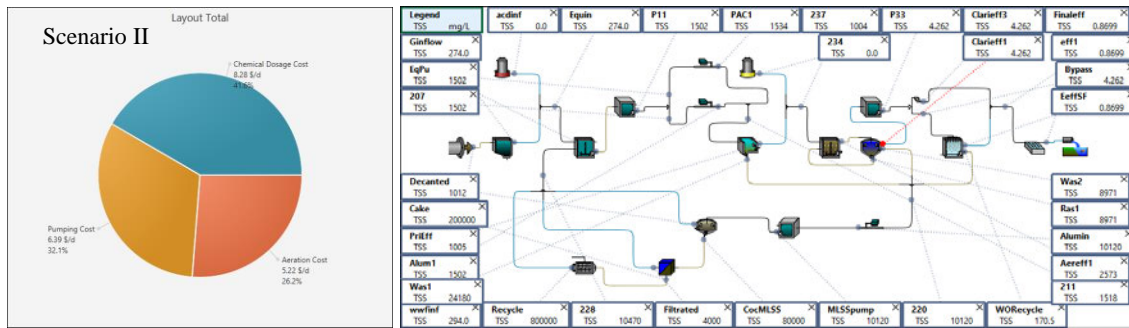 Layout Total
Scenario II
Chemical Dosage Cost
8.28 $/d
41.6%
Pumping Cost
6.39 $/d
32.1%
Aeration Cost
5.22 $/d
26.2%
Legend
TSS mg/L
acdinf
TSS 0.0
Equin
TSS 274.0
P11
TSS 1502
PAC1
TSS 1534
237
TSS 1004
P33
TSS 4.262
Clarieff3
TSS 4.262
Finaleff
TSS 0.8699
Ginflow
TSS 274.0
234
TSS 0.0
Clarieff1
TSS 4.262
eff1
TSS 0.8699
EqPu
TSS 1502
Bypass
TSS 4.262
207
TSS 1502
EeffSF
TSS 0.8699
Decanted
TSS 1012
Was2
TSS 8971
Cake
TSS 200000
Ras1
TSS 8971
PriEff
TSS 1005
Alumin
TSS 10120
Alum1
TSS 1502
Aereff1
TSS 2573
Was1
TSS 24180
211
TSS 1518
wwfinf
TSS 294.0
Recycle
TSS 800000
228
TSS 10470
Filtrated
TSS 4000
CocMLSS
TSS 80000
MLSSpump
TSS 10120
220
TSS 10120
WORecycle
TSS 170.5